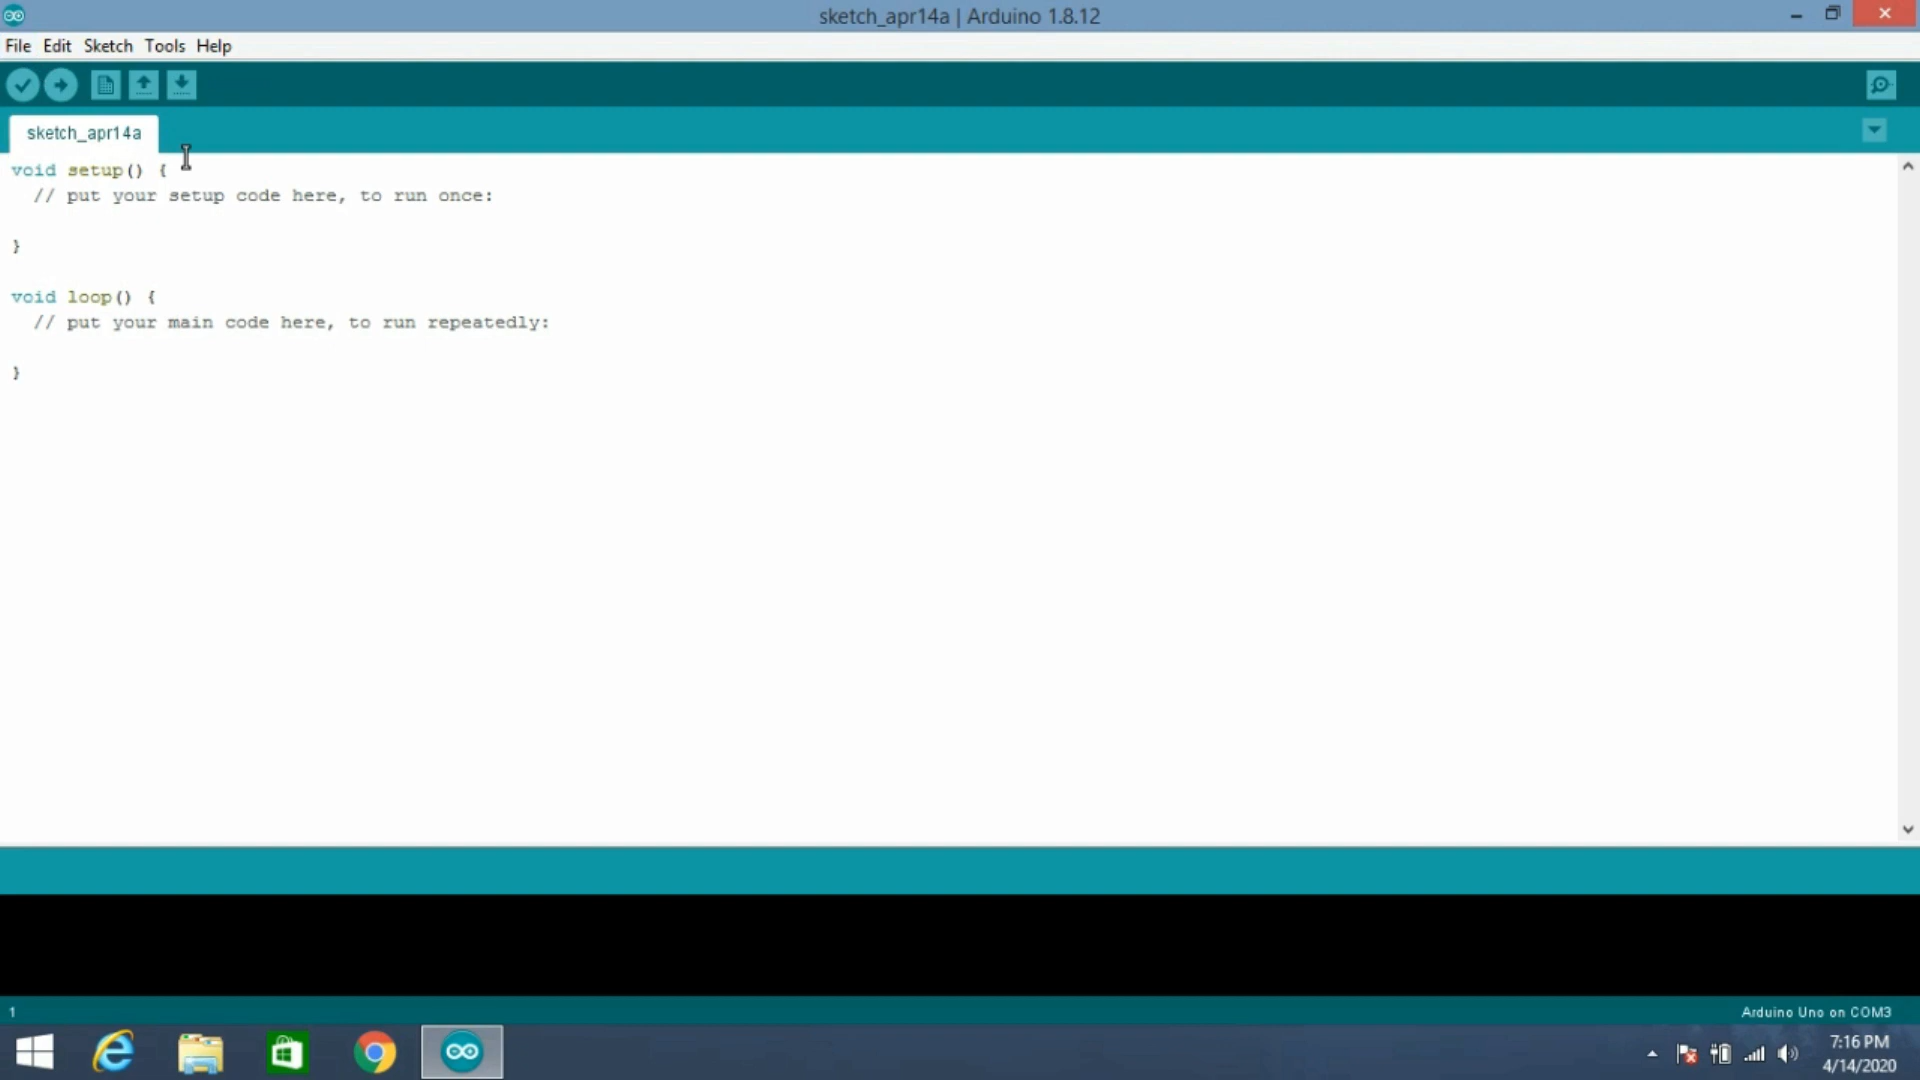 sketch_apr14a | Arduino 1.8.12
File Edit Sketch Tools Help
sketch_apr14a
void setup() {
// put your setup code here, to run once:
}
void loop() {
// put your main code here, to run repeatedly:
}
1
Arduino Uno on COM3
7:16 PM
4/14/2020